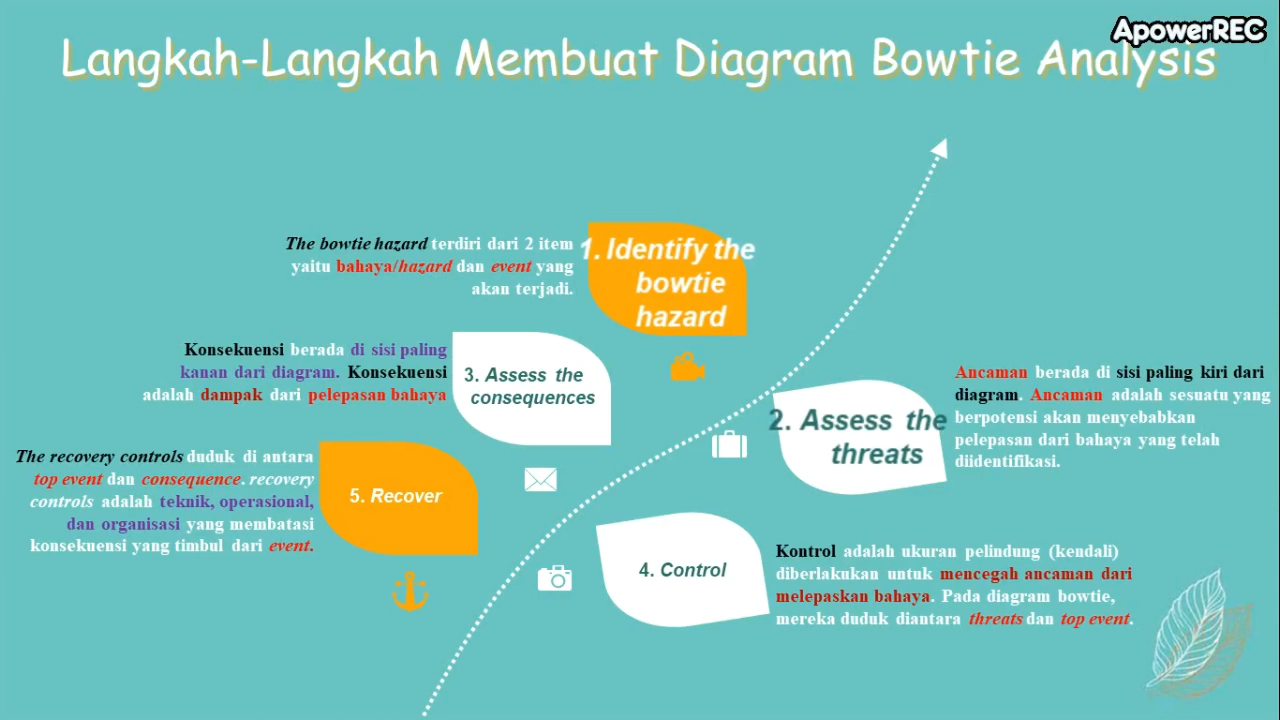 ApowerREC
Langkah-Langkah Membuat Diagram Bowtie Analysis
The bowtie hazard terdiri dari 2 item
yaitu bahaya/hazard dan event yang
akan terjadi.
1. Identify the
bowtie
hazard
Ancaman berada di sisi paling kiri dari
diagram. Ancaman adalah sesuatu yang
berpotensi akan menyebabkan
pelepasan dari bahaya yang telah
diidentifikasi.
2. Assess the
threats
Konsekuensi berada di sisi paling
kanan dari diagram. Konsekuensi
adalah dampak dari pelepasan bahaya
3. Assess the
consequences
Kontrol adalah ukuran pelindung (kendali)
diberlakukan untuk mencegah ancaman dari
melepaskan bahaya. Pada diagram bowtie,
mereka duduk diantara threats dan top event.
4. Control
The recovery controls duduk di antara
top event dan consequence. recovery
controls adalah teknik, operasional,
dan organisasi yang membatasi
konsekuensi yang timbul dari event.
5. Recover